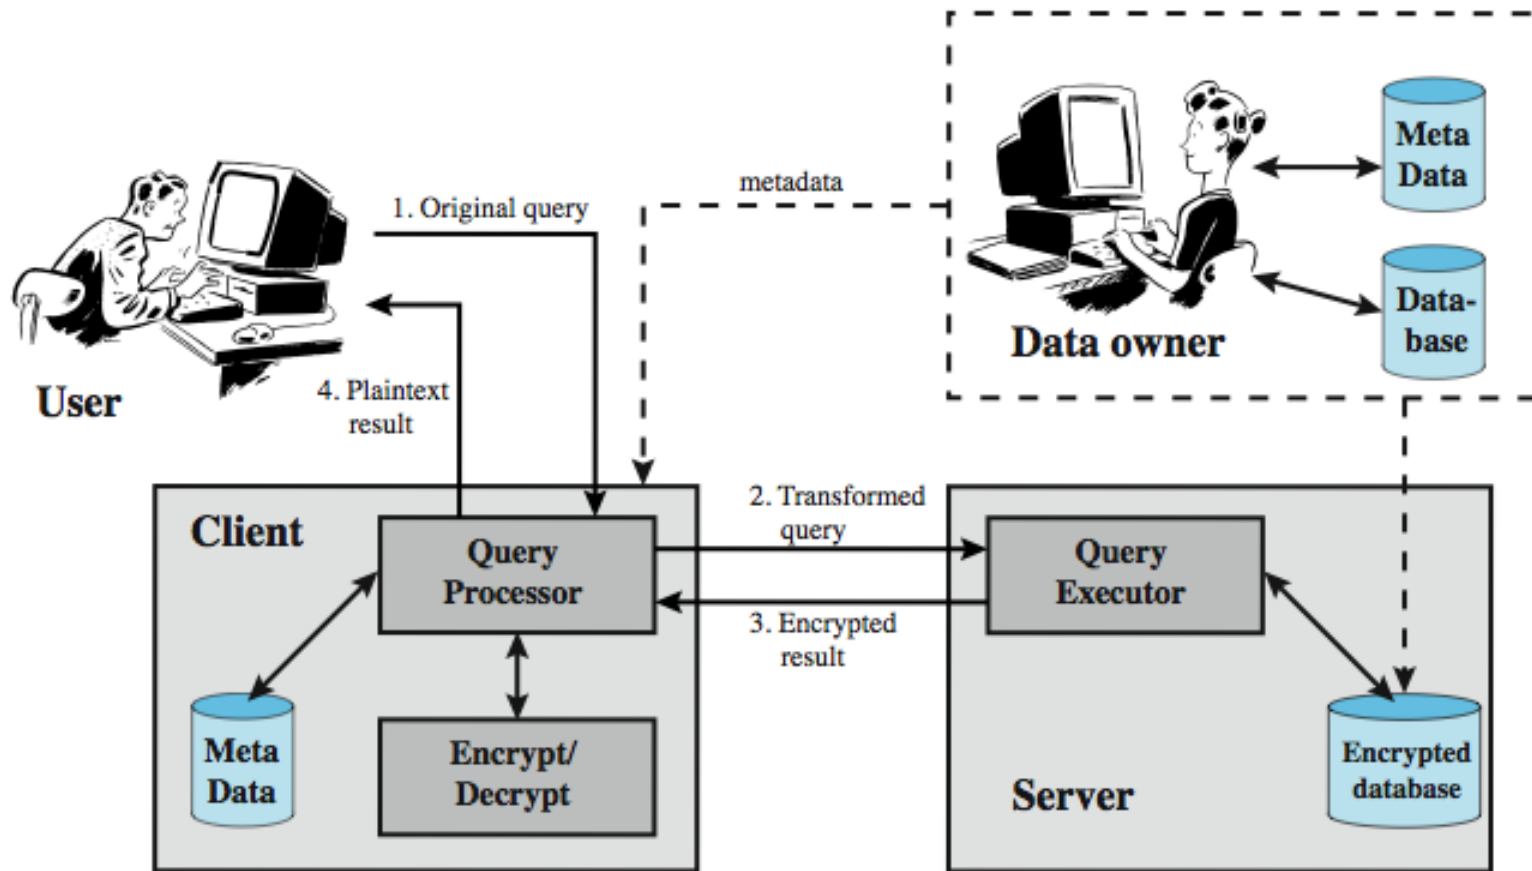 Meta
Data
metadata
1. Original query
Data-
base
Data owner
User
4. Plaintext
result
Client
Query
Processor
2. Transformed
query
Query
Executor
3. Encrypted
result
Meta
Data
Encrypt/
Decrypt
Server
Encrypted
database